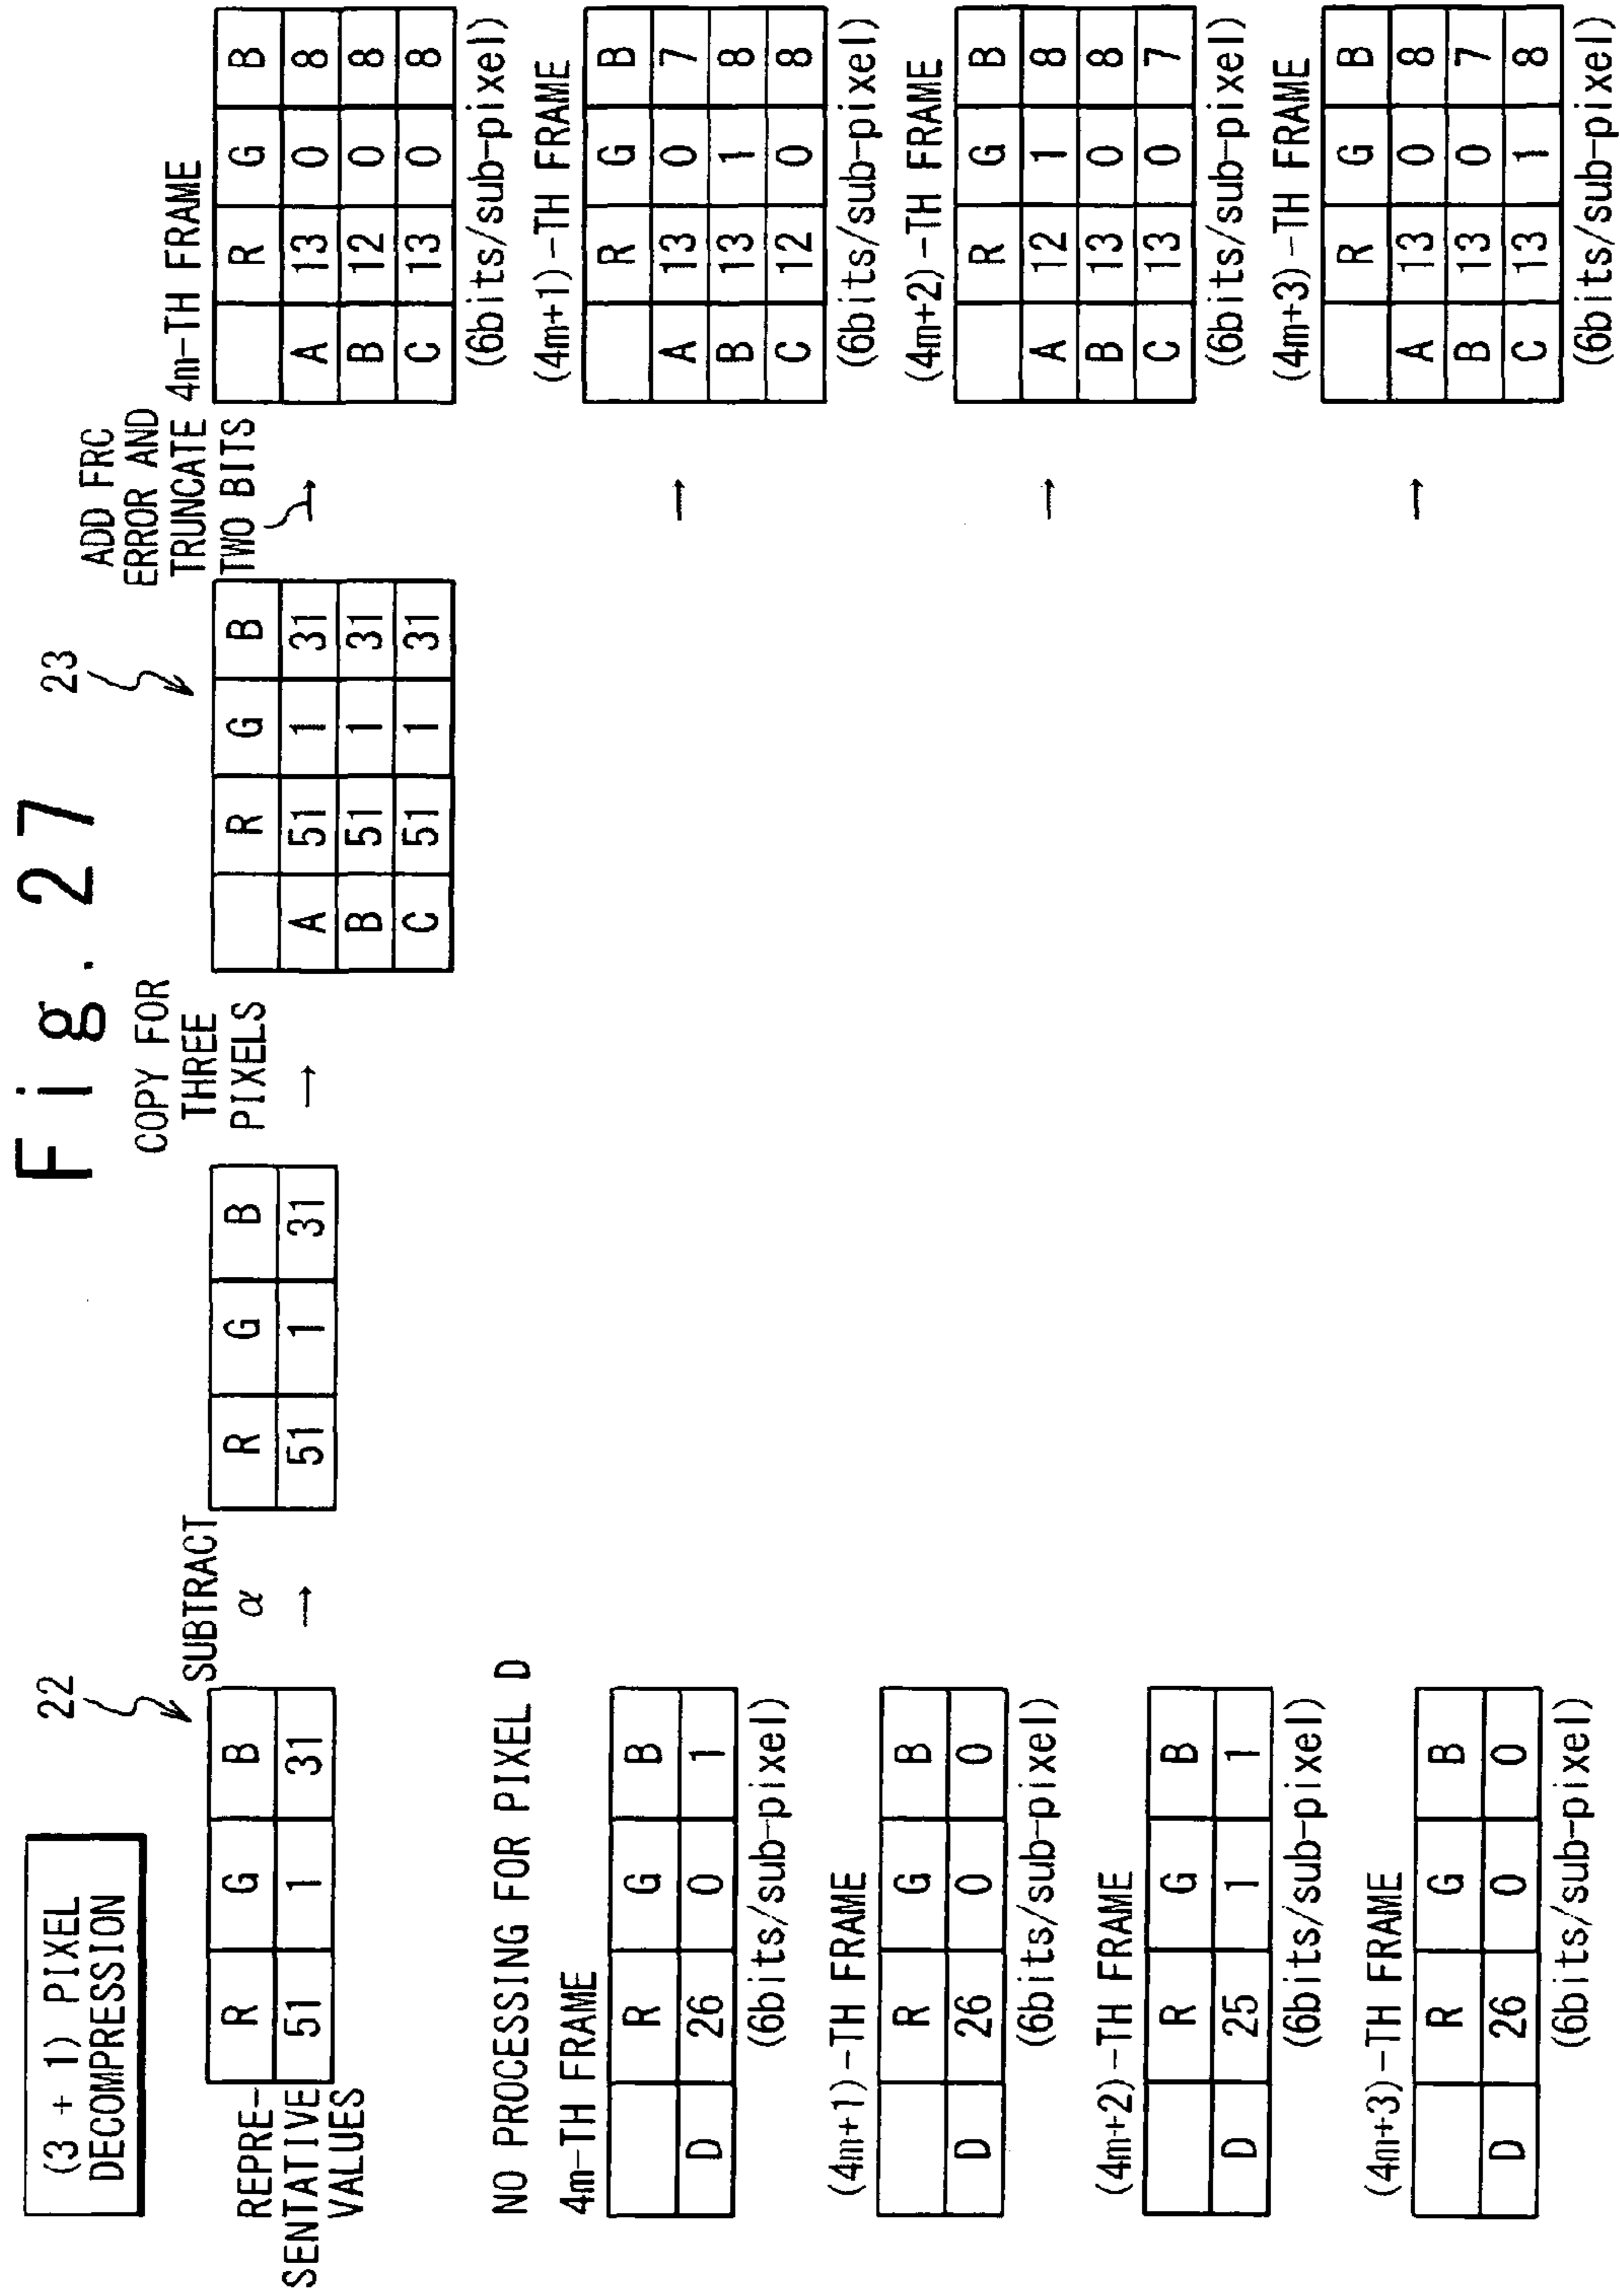 Fig. 27
(3 + 1) PIXEL
DECOMPRESSION
22
REPRE-
SENTATIVE
VALUES
R G B
51 1 31
SUBTRACT
α
→
R G B
51 1 31
COPY FOR
THREE
PIXELS
→
23
R G B
A 51 1 31
B 51 1 31
C 51 1 31
ADD FRC
ERROR AND
TRUNCATE
TWO BITS
→
4m-TH FRAME
R G B
A 13 0 8
B 12 0 8
C 13 0 8
(6bits/sub-pixel)
→
(4m+1)-TH FRAME
R G B
A 13 0 7
B 13 1 8
C 12 0 8
(6bits/sub-pixel)
→
(4m+2)-TH FRAME
R G B
A 12 1 8
B 13 0 8
C 13 0 7
(6bits/sub-pixel)
→
(4m+3)-TH FRAME
R G B
A 13 0 8
B 13 0 7
C 13 1 8
(6bits/sub-pixel)
NO PROCESSING FOR PIXEL D
4m-TH FRAME
R G B
D 26 0 1
(6bits/sub-pixel)
(4m+1)-TH FRAME
R G B
D 26 0 0
(6bits/sub-pixel)
(4m+2)-TH FRAME
R G B
D 25 1 1
(6bits/sub-pixel)
(4m+3)-TH FRAME
R G B
D 26 0 0
(6bits/sub-pixel)